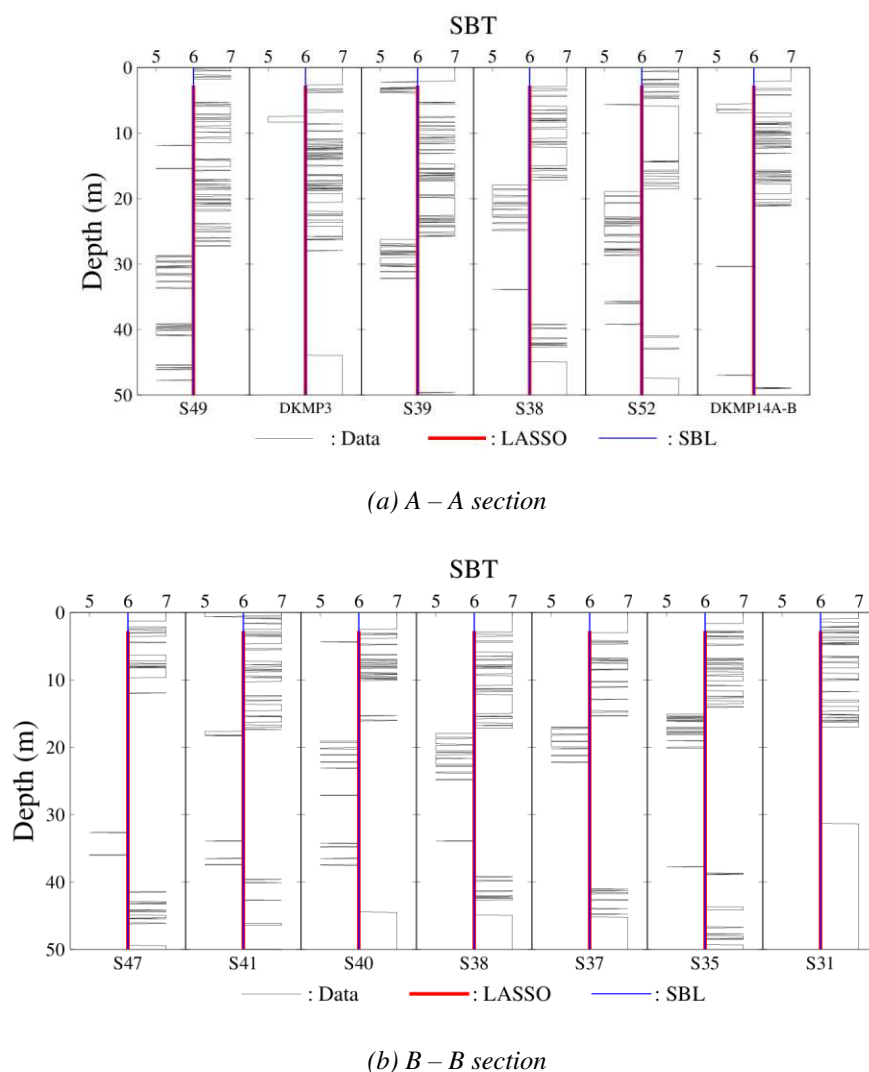 SBT
5 6 7 5 6 7 5 6 7 5 6 7 5 6 7 5 6 7
0
10
20
30
40
50
Depth (m)
S49 DKMP3 S39 S38 S52 DKMP14A-B
: Data : LASSO : SBL
(a) A – A section
SBT
5 6 7 5 6 7 5 6 7 5 6 7 5 6 7 5 6 7 5 6 7
0
10
20
30
40
50
Depth (m)
S47 S41 S40 S38 S37 S35 S31
: Data : LASSO : SBL
(b) B – B section